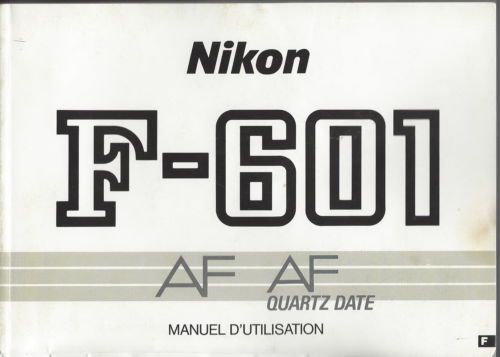 Nikon
F-601
AF AF
QUARTZ DATE
MANUEL D'UTILISATION
F